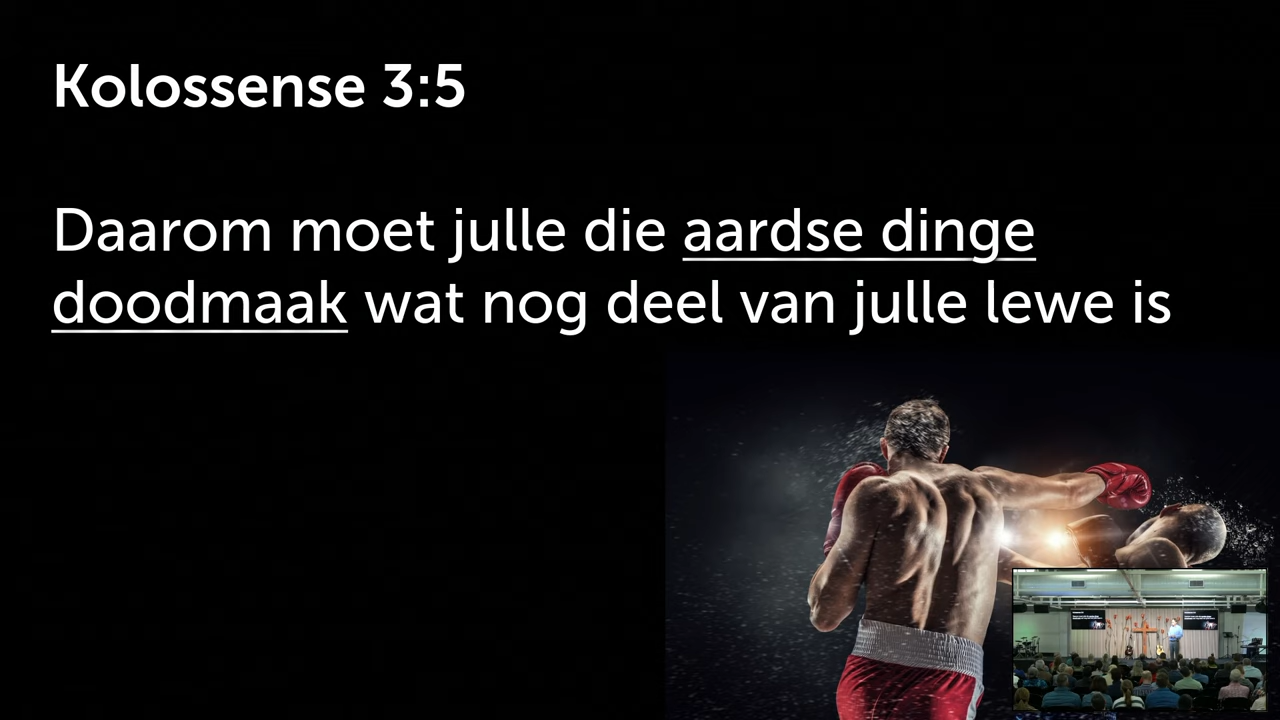 Kolossense 3:5
Daarom moet julle die aardse dinge
doodmaak wat nog deel van julle lewe is